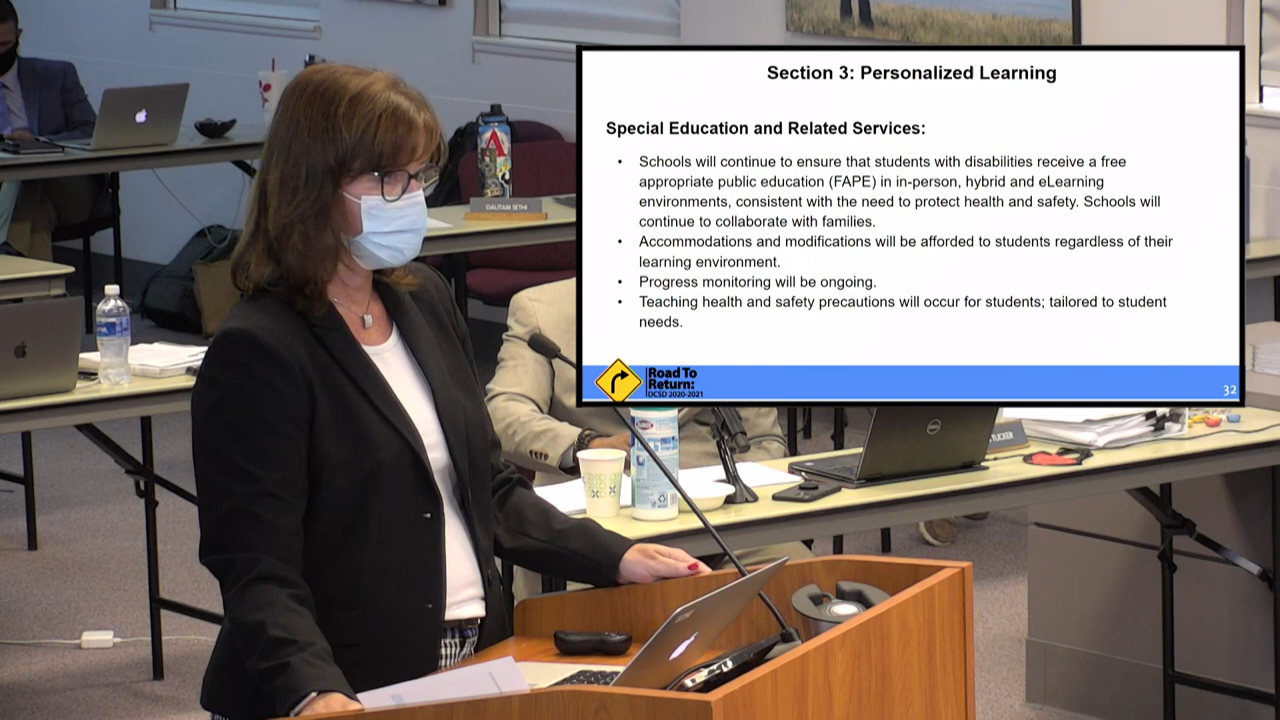 Section 3: Personalized Learning
Special Education and Related Services:
• Schools will continue to ensure that students with disabilities receive a free
appropriate public education (FAPE) in in-person, hybrid and eLearning
environments, consistent with the need to protect health and safety. Schools will
continue to collaborate with families.
• Accommodations and modifications will be afforded to students regardless of their
learning environment.
• Progress monitoring will be ongoing.
• Teaching health and safety precautions will occur for students; tailored to student
needs.
Road To
Return:
DCSD 2020-2021
32
GAUTAM SETHI
TUCKER
DELL